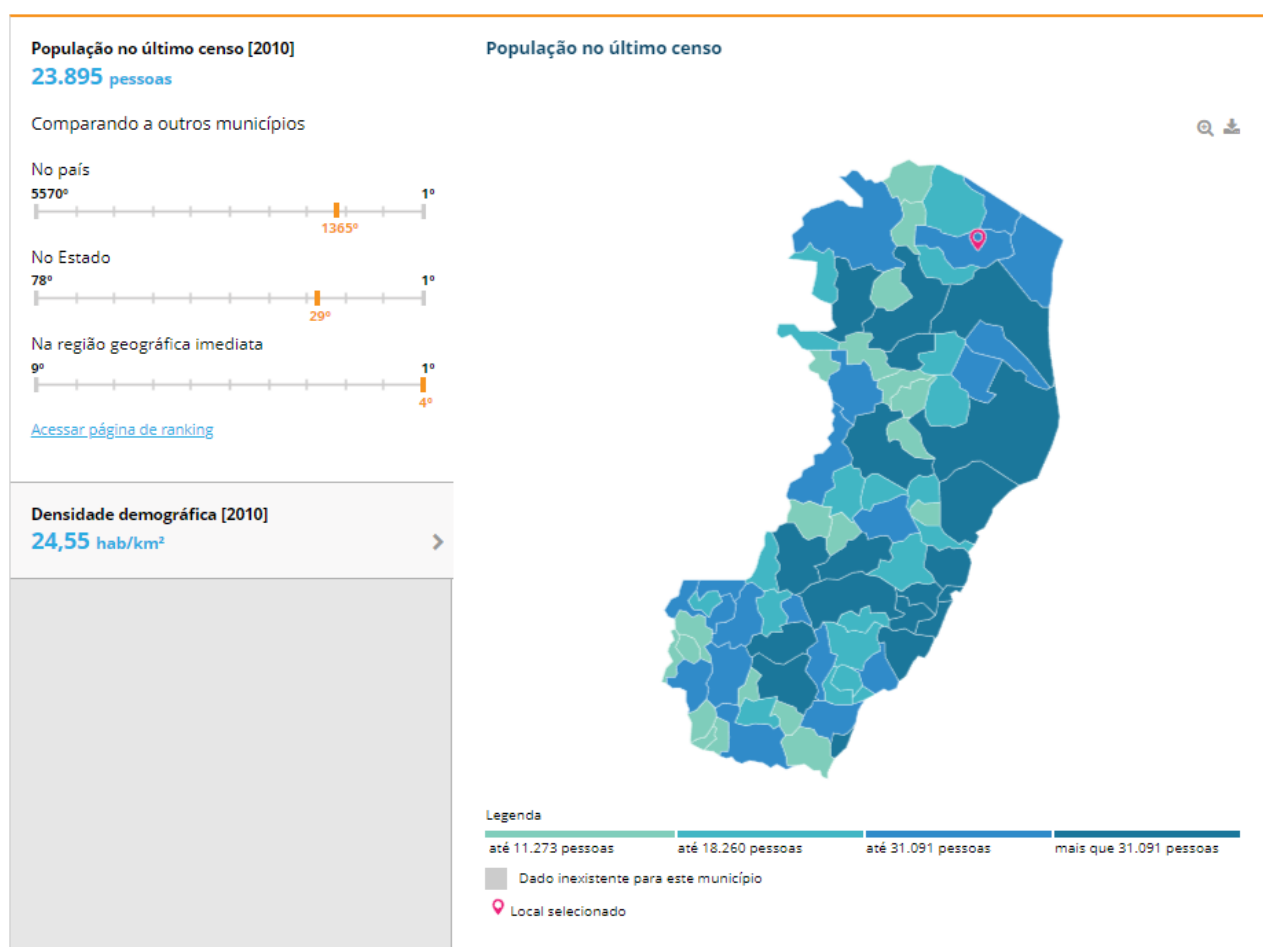 População no último censo [2010]
23.895 pessoas
Comparando a outros municípios
No país
5570º 1º
1365º
No Estado
78º 1º
29º
Na região geográfica imediata
9º 1º
4º
Acessar página de ranking
Densidade demográfica [2010]
24,55 hab/km²
População no último censo
Legenda
até 11.273 pessoas até 18.260 pessoas até 31.091 pessoas mais que 31.091 pessoas
Dado inexistente para este município
Local selecionado